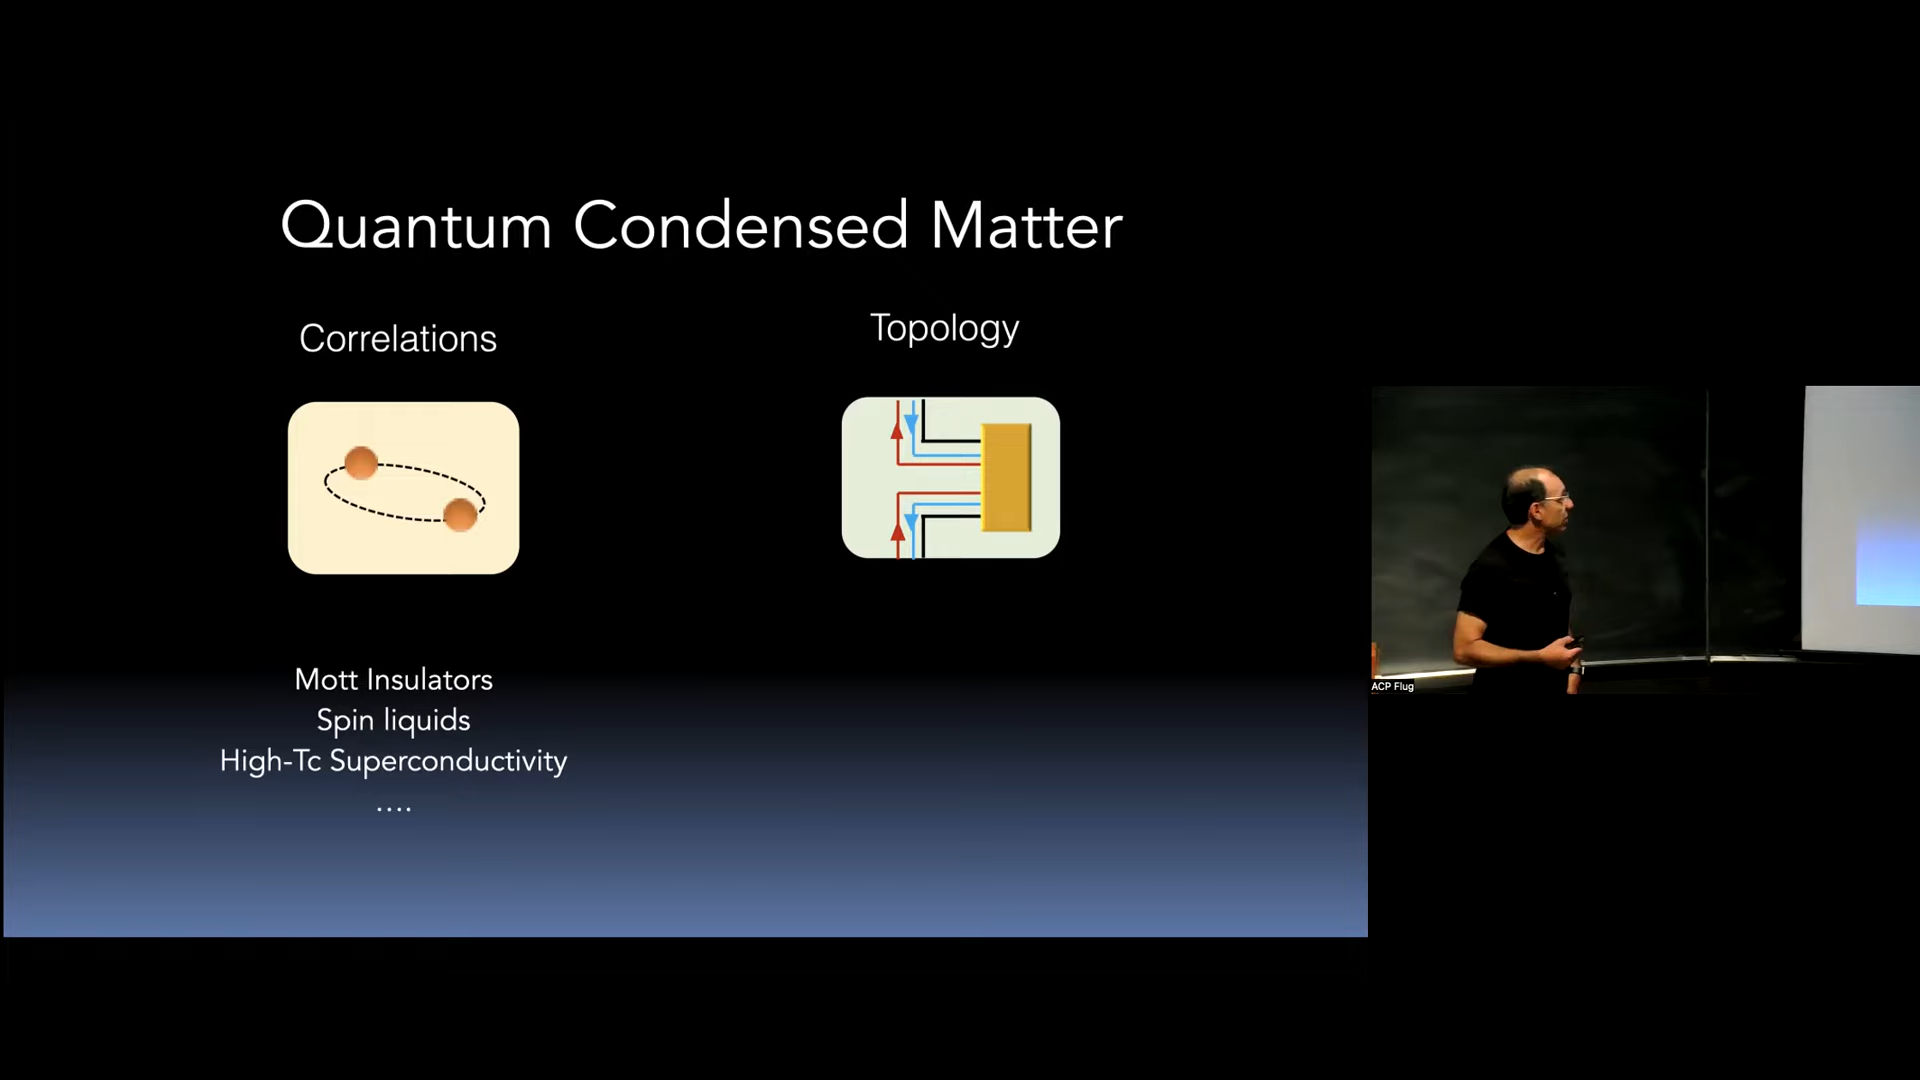 Quantum Condensed Matter
Correlations
Topology
Mott Insulators
Spin liquids
High-Tc Superconductivity
....
ACP Flug